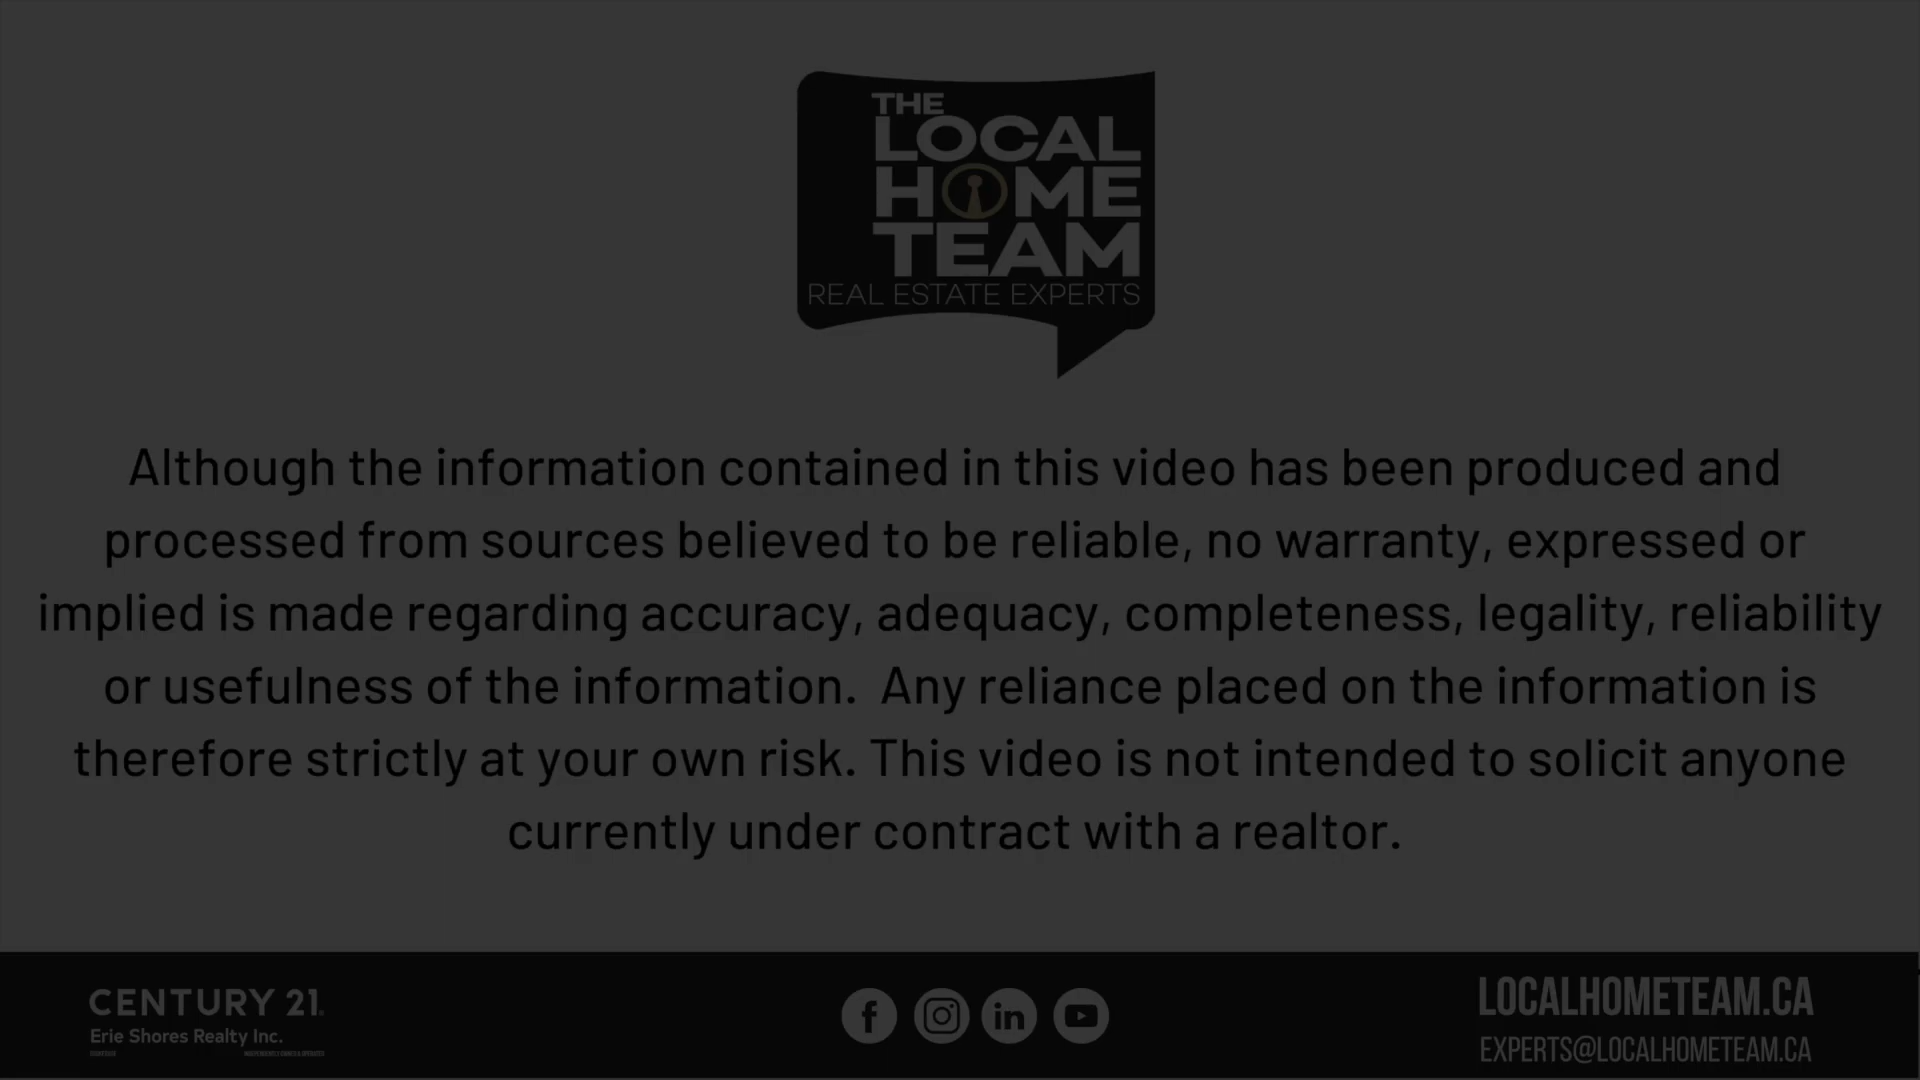 THE
LOCAL
HOME
TEAM
REAL ESTATE EXPERTS
Although the information contained in this video has been produced and
processed from sources believed to be reliable, no warranty, expressed or
implied is made regarding accuracy, adequacy, completeness, legality, reliability
or usefulness of the information.  Any reliance placed on the information is
therefore strictly at your own risk. This video is not intended to solicit anyone
currently under contract with a realtor.
CENTURY 21.
Erie Shores Realty Inc.
BROKERAGE INDEPENDENTLY OWNED & OPERATED
LOCALHOMETEAM.CA
EXPERTS@LOCALHOMETEAM.CA